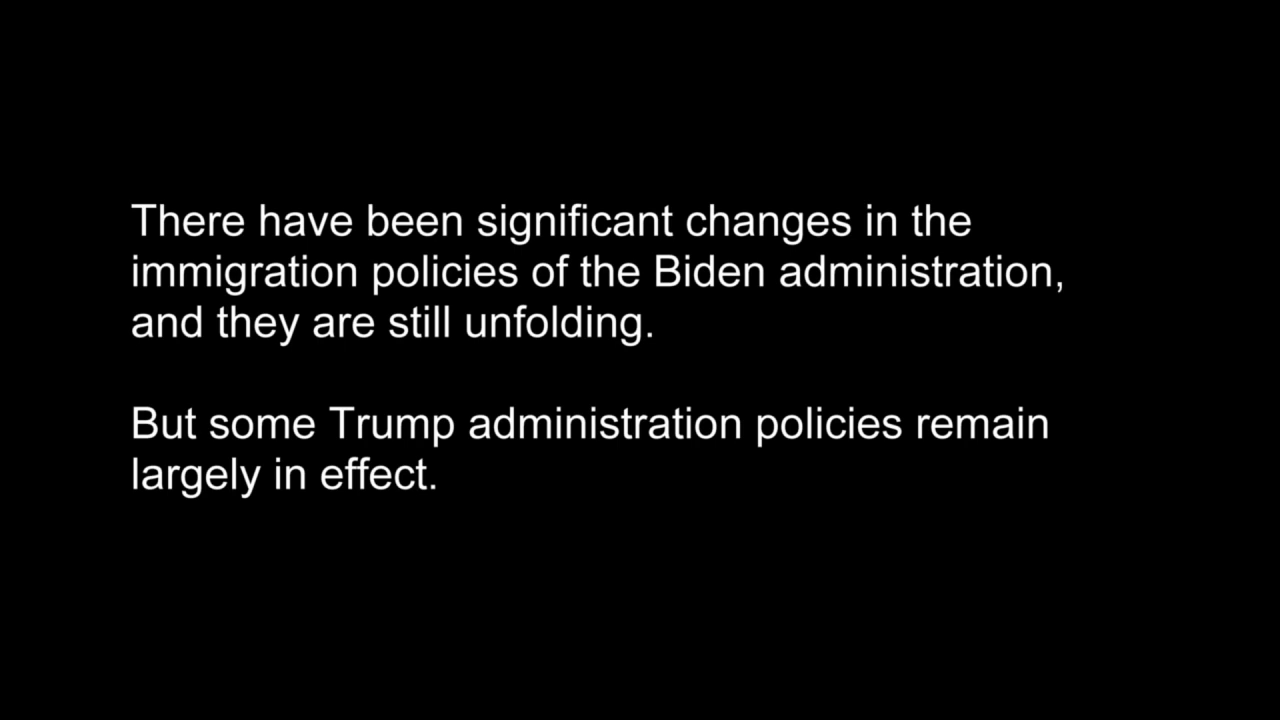 There have been significant changes in the
immigration policies of the Biden administration,
and they are still unfolding.
But some Trump administration policies remain
largely in effect.